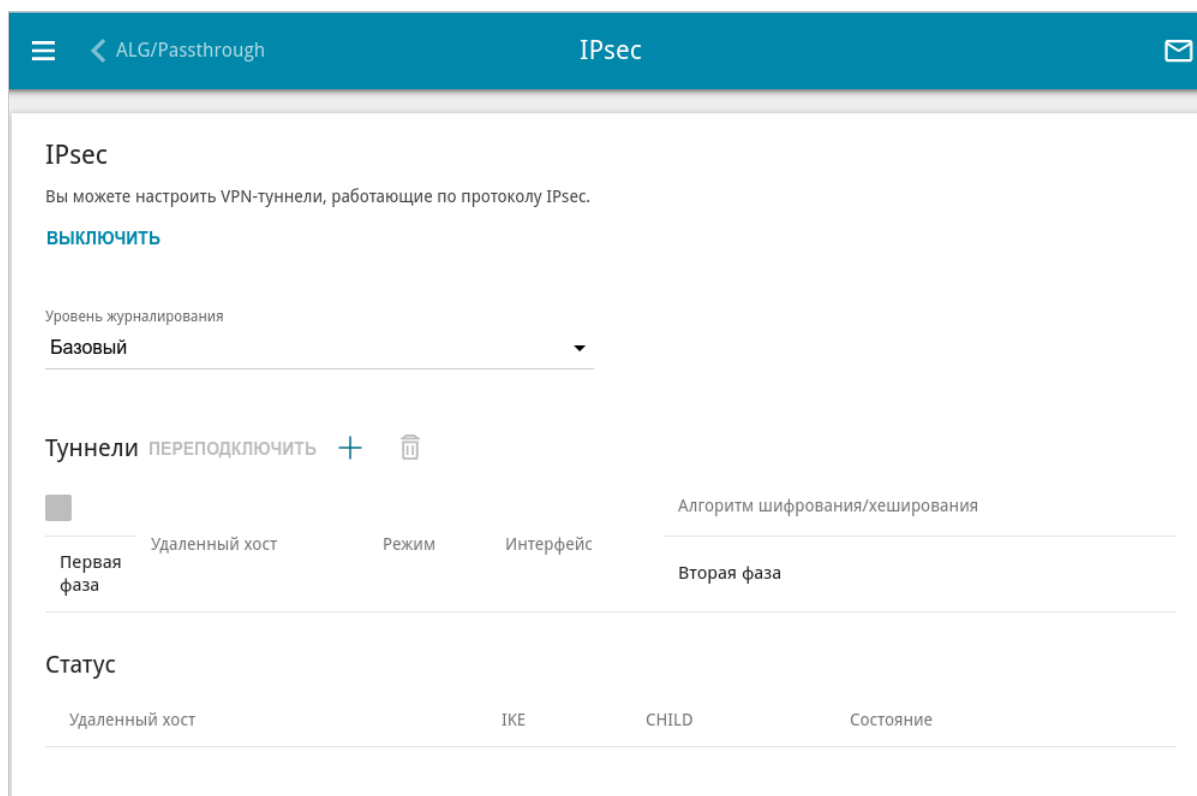 ALG/Passthrough
IPsec
IPsec
Вы можете настроить VPN-туннели, работающие по протоколу IPsec.
ВЫКЛЮЧИТЬ
Уровень журналирования
Базовый
Туннели ПЕРЕПОДКЛЮЧИТЬ
Алгоритм шифрования/хеширования
Удаленный хост Режим Интерфейс
Первая
фаза
Вторая фаза
Статус
Удаленный хост IKE CHILD Состояние